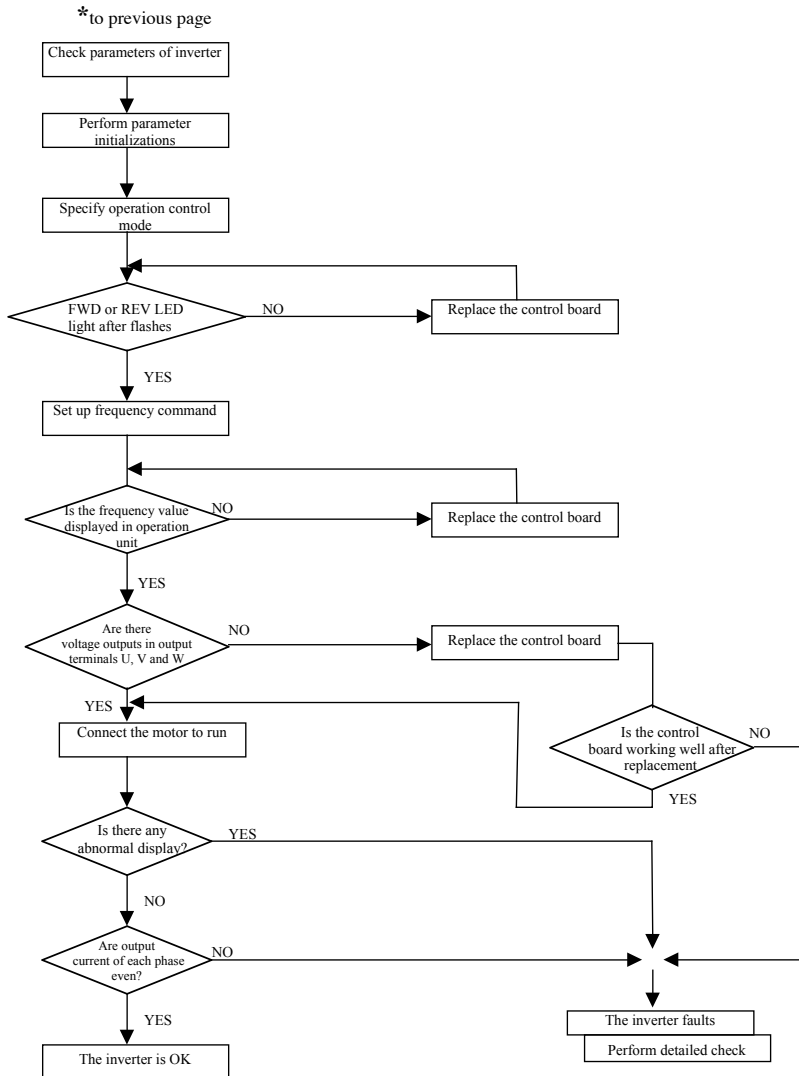 *to previous page
Check parameters of inverter
Perform parameter
initializations
Specify operation control
mode
FWD or REV LED
light after flashes
NO
Replace the control board
YES
Set up frequency command
Is the frequency value
displayed in operation
unit
NO
Replace the control board
YES
Are there
voltage outputs in output
terminals U, V and W
NO
Replace the control board
YES
Connect the motor to run
Is the control
board working well after
replacement
NO
YES
Is there any
abnormal display?
YES
NO
Are output
current of each phase
even?
NO
YES
The inverter faults
Perform detailed check
The inverter is OK